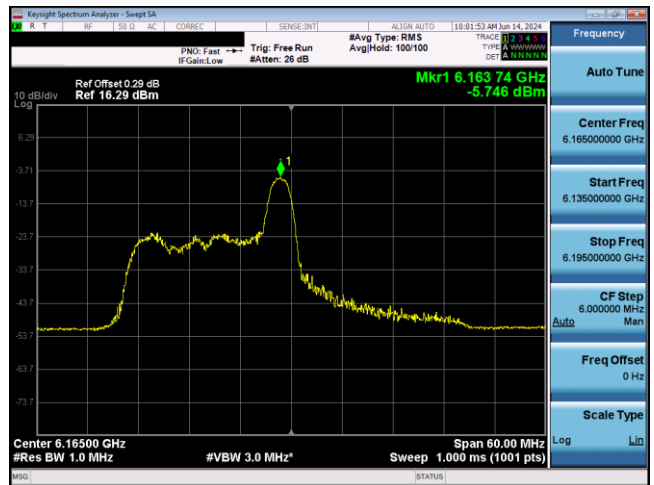 Keysight Spectrum Analyzer - Swept SA
R T RF 50 Ω AC CORREC SENSE:INT ALIGN AUTO 10:01:53 AM Jun 14, 2024
PNO: Fast
IFGain:Low
Trig: Free Run
#Atten: 26 dB
#Avg Type: RMS
Avg|Hold: 100/100
TRACE 1 2 3 4 5 6
TYPE A WWWWW
DET A N N N N N
Mkr1 6.163 74 GHz
-5.746 dBm
Ref Offset 0.29 dB
10 dB/div Ref 16.29 dBm
Log
1
6.29
-3.71
-13.7
-23.7
-33.7
-43.7
-53.7
-63.7
-73.7
Center 6.16500 GHz
Span 60.00 MHz
#Res BW 1.0 MHz
#VBW 3.0 MHz*
Sweep 1.000 ms (1001 pts)
MSG
STATUS
Frequency
Auto Tune
Center Freq
6.165000000 GHz
Start Freq
6.135000000 GHz
Stop Freq
6.195000000 GHz
CF Step
6.000000 MHz
Auto Man
Freq Offset
0 Hz
Scale Type
Log Lin